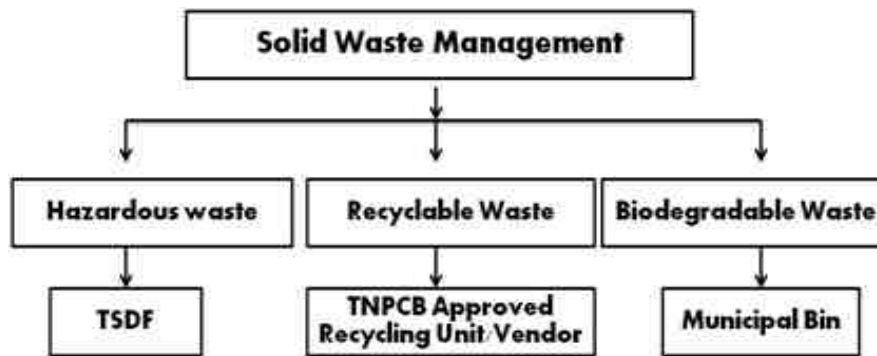 Solid Waste Management
Hazardous waste
Recyclable Waste
Biodegradable Waste
TSDF
TNPCB Approved
Recycling Unit/Vendor
Municipal Bin